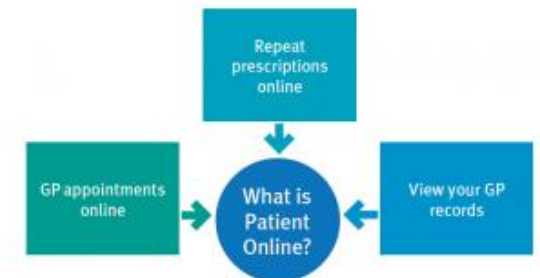 Repeat
prescriptions
online
GP appointments
online
What is
Patient
Online?
View your GP
records